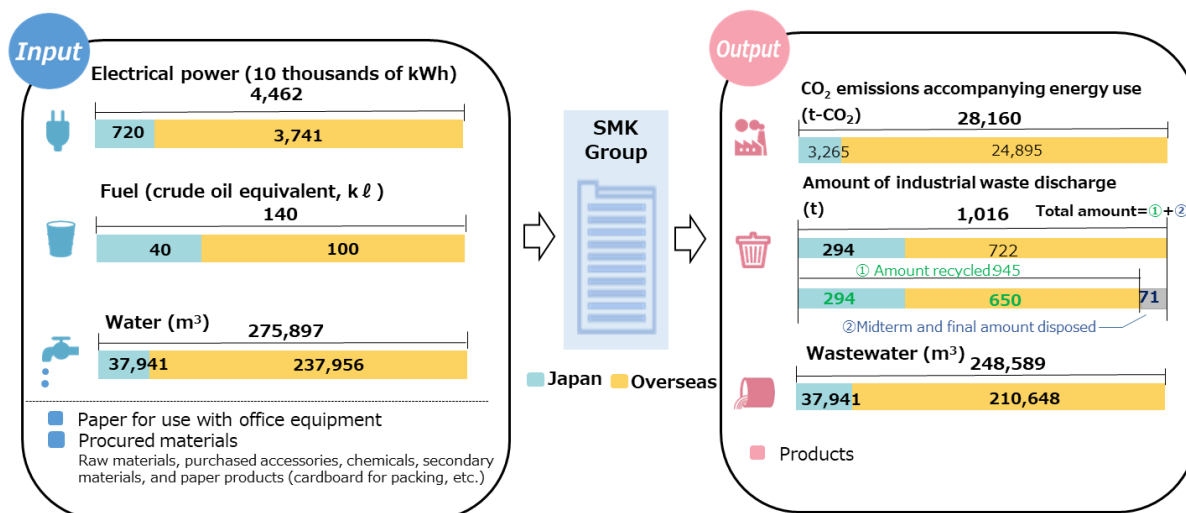 Input
Electrical power (10 thousands of kWh)
4,462
720
3,741
Fuel (crude oil equivalent, kℓ)
140
40
100
Water (m³)
275,897
37,941
237,956
Paper for use with office equipment
Procured materials
Raw materials, purchased accessories, chemicals, secondary
materials, and paper products (cardboard for packing, etc.)
SMK
Group
Japan
Overseas
Output
CO₂ emissions accompanying energy use
(t-CO₂)
28,160
3,265
24,895
Amount of industrial waste discharge
(t)
1,016
Total amount=①+②
294
722
① Amount recycled945
294
650
71
②Midterm and final amount disposed
Wastewater (m³)
248,589
37,941
210,648
Products